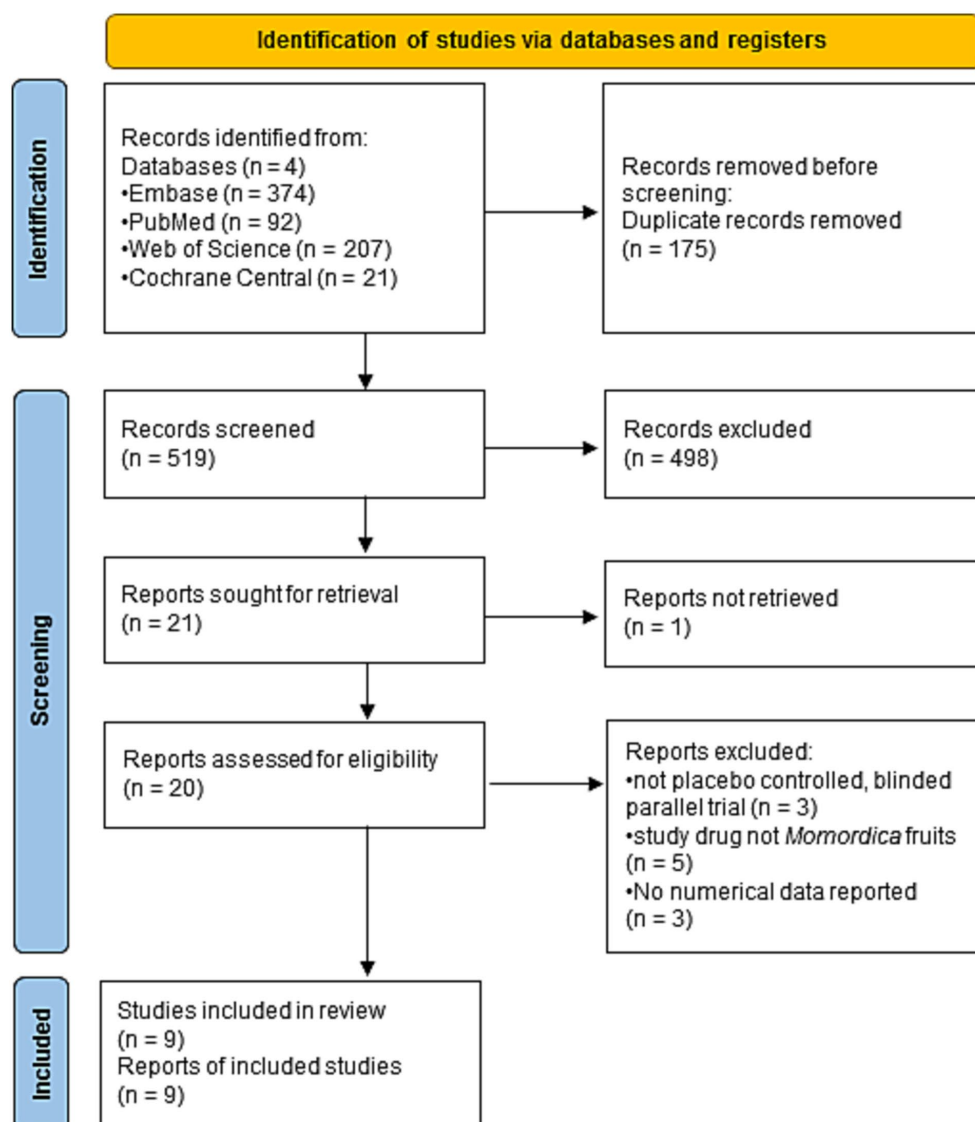 Identification of studies via databases and registers
Identification
Records identified from:
Databases (n = 4)
•Embase (n = 374)
•PubMed (n = 92)
•Web of Science (n = 207)
•Cochrane Central (n = 21)
Records removed before
screening:
Duplicate records removed
(n = 175)
Screening
Records screened
(n = 519)
Records excluded
(n = 498)
Reports sought for retrieval
(n = 21)
Reports not retrieved
(n = 1)
Reports assessed for eligibility
(n = 20)
Reports excluded:
•not placebo controlled, blinded
parallel trial (n = 3)
•study drug not Momordica fruits
(n = 5)
•No numerical data reported
(n = 3)
Included
Studies included in review
(n = 9)
Reports of included studies
(n = 9)